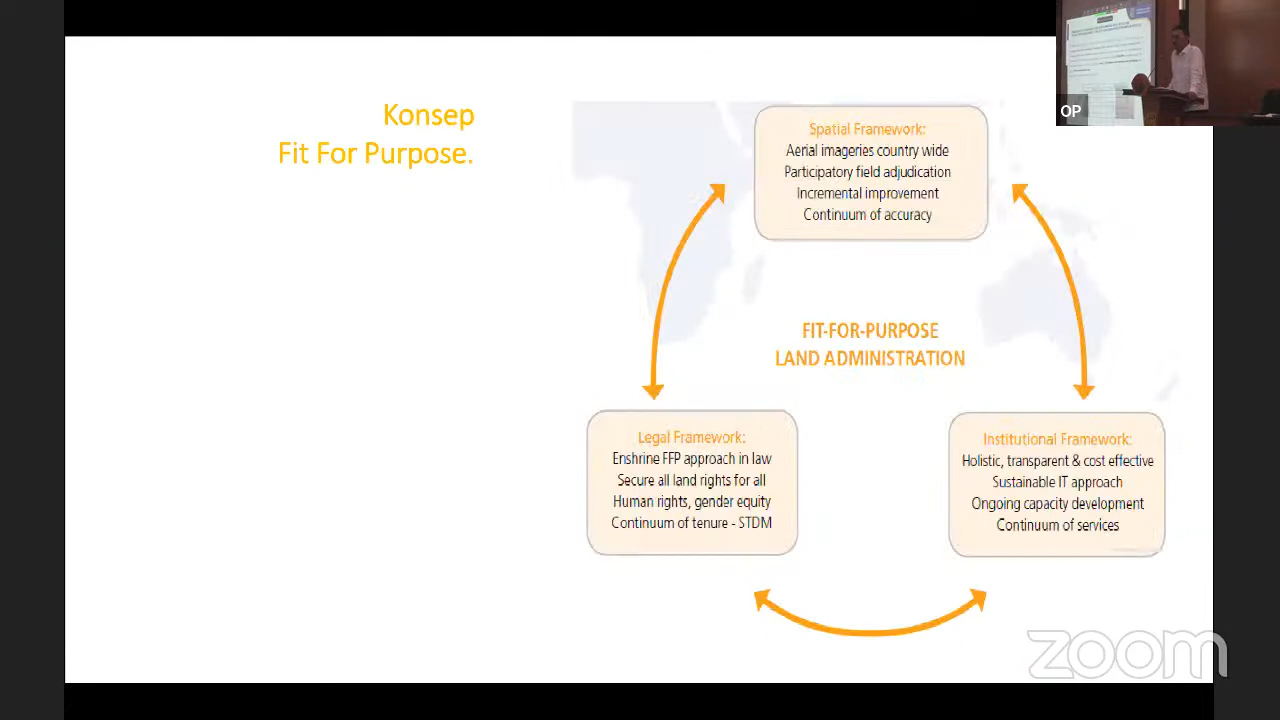 Konsep
Fit For Purpose.
Spatial Framework:
Aerial imageries country wide
Participatory field adjudication
Incremental improvement
Continuum of accuracy
FIT-FOR-PURPOSE
LAND ADMINISTRATION
Legal Framework:
Enshrine FFP approach in law
Secure all land rights for all
Human rights, gender equity
Continuum of tenure - STDM
Institutional Framework:
Holistic, transparent & cost effective
Sustainable IT approach
Ongoing capacity development
Continuum of services
OP
zoom